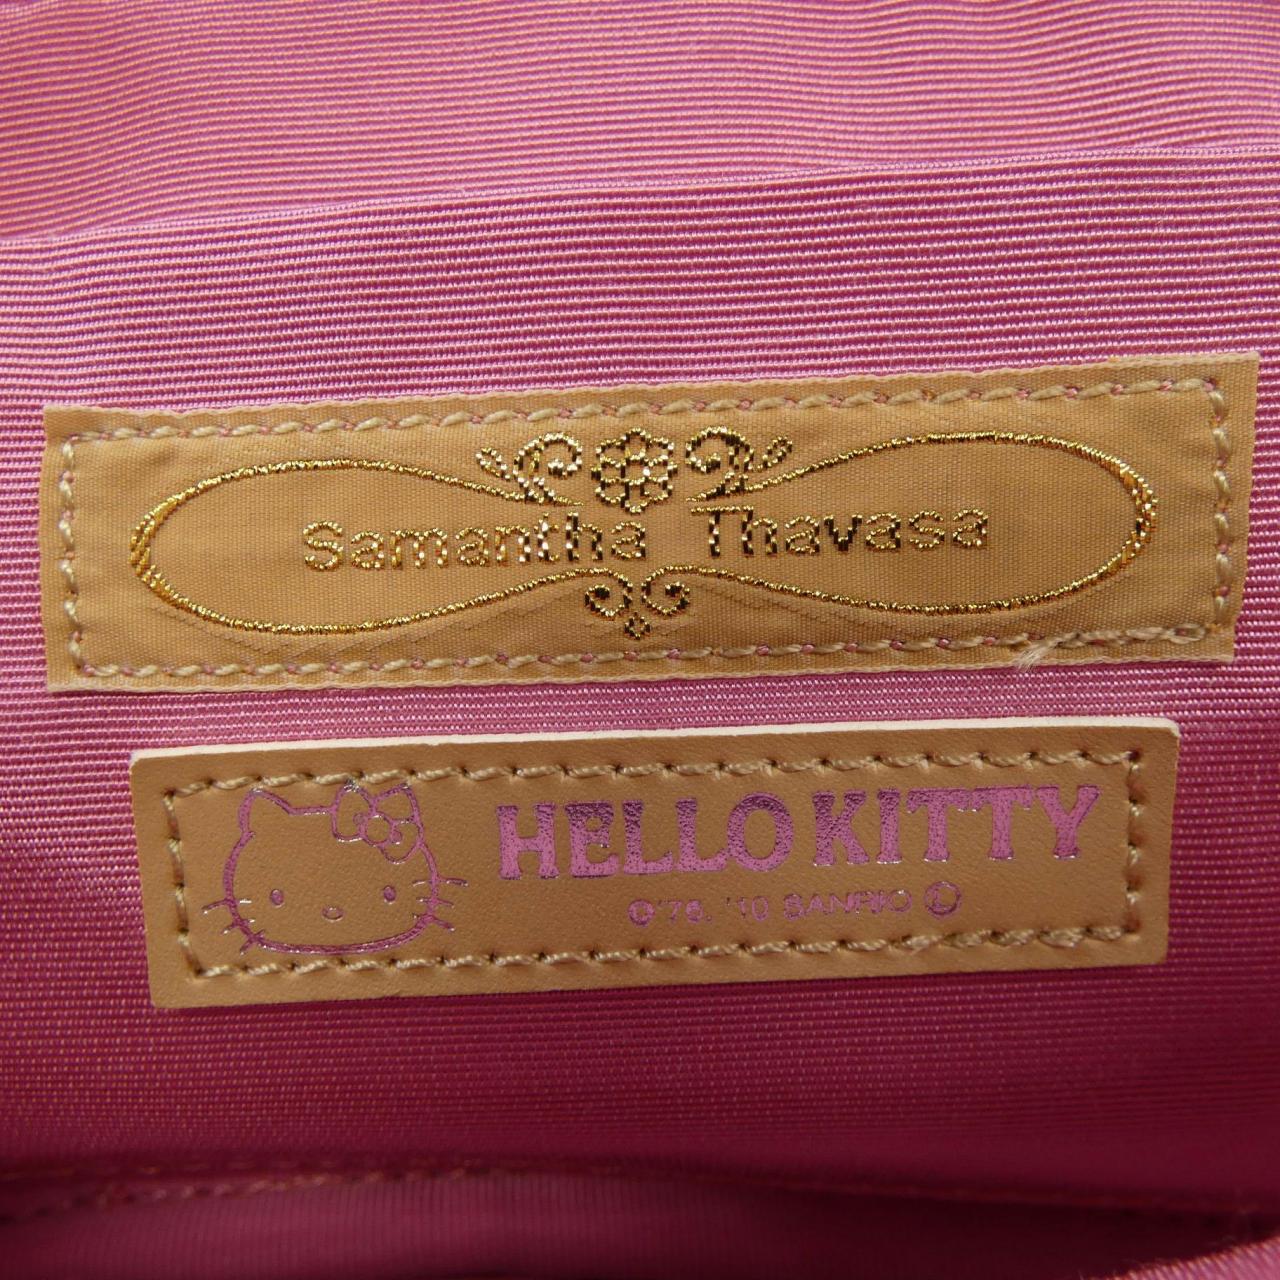 Samantha Thavasa
HELLO KITTY
©'76, '10 SANRIO Ⓛ